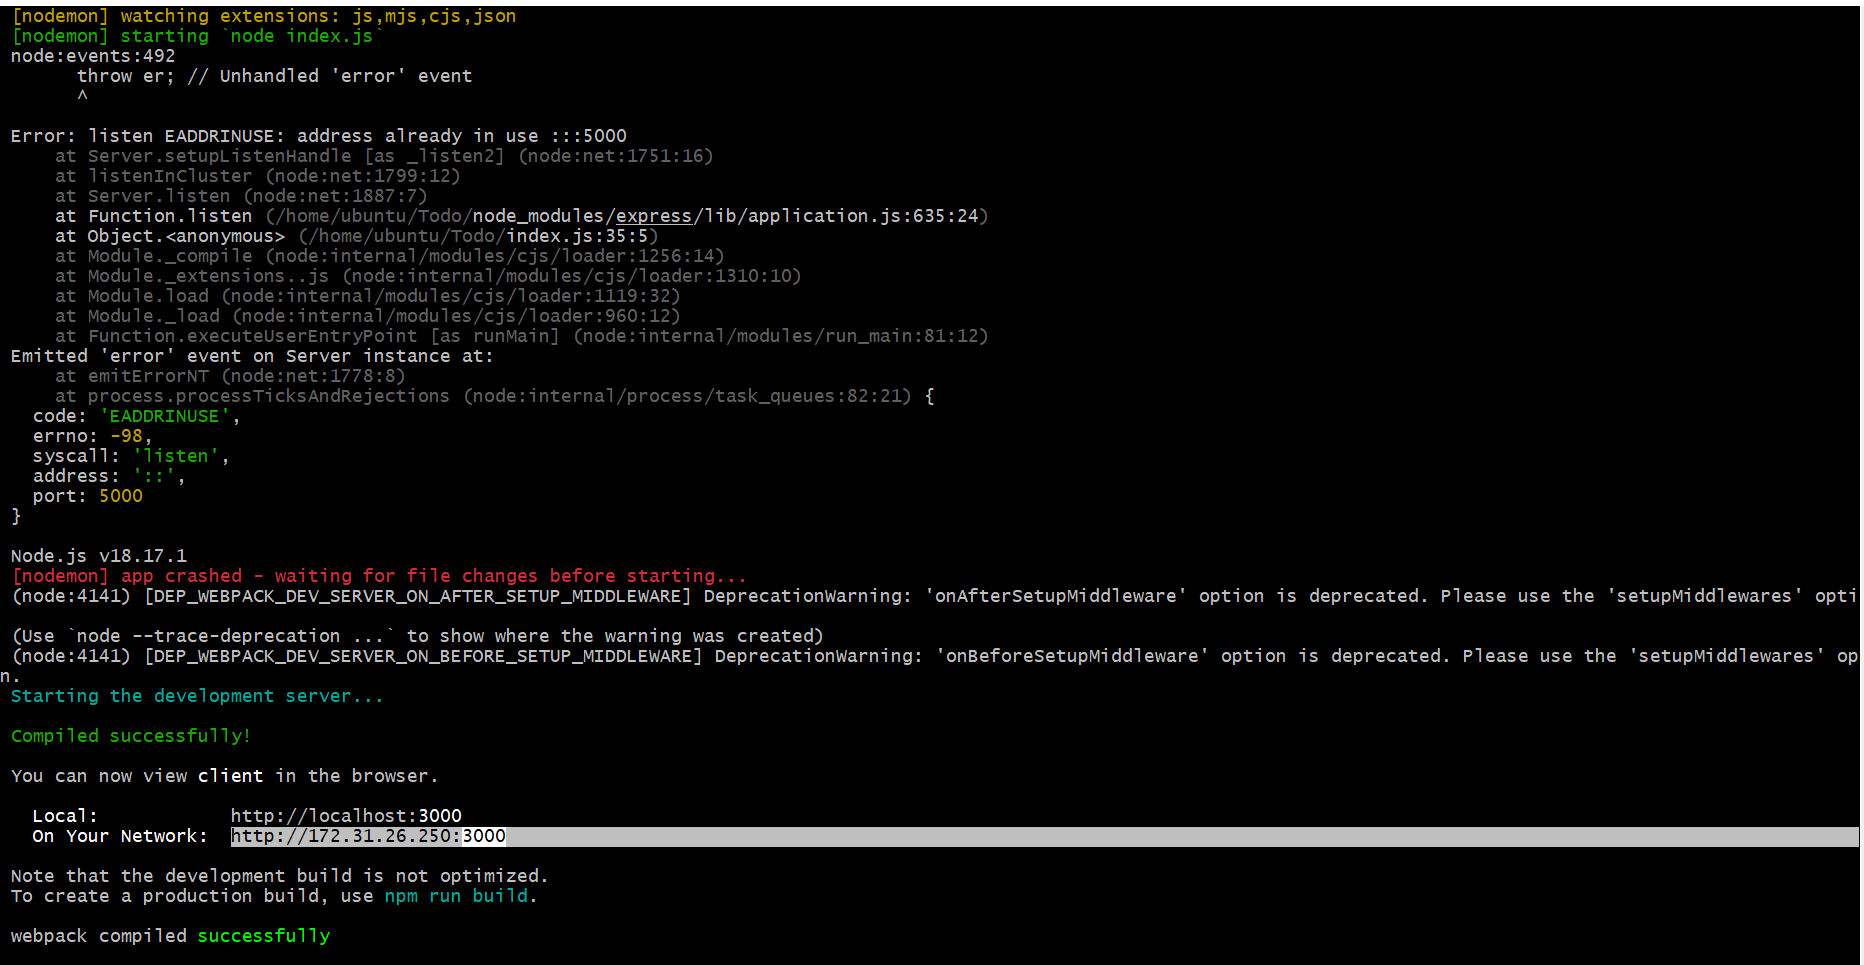 [nodemon] watching extensions: js,mjs,cjs,json
[nodemon] starting `node index.js`
node:events:492
      throw er; // Unhandled 'error' event
      ^

Error: listen EADDRINUSE: address already in use :::5000
    at Server.setupListenHandle [as _listen2] (node:net:1751:16)
    at listenInCluster (node:net:1799:12)
    at Server.listen (node:net:1887:7)
    at Function.listen (/home/ubuntu/Todo/node_modules/express/lib/application.js:635:24)
    at Object.<anonymous> (/home/ubuntu/Todo/index.js:35:5)
    at Module._compile (node:internal/modules/cjs/loader:1256:14)
    at Module._extensions..js (node:internal/modules/cjs/loader:1310:10)
    at Module.load (node:internal/modules/cjs/loader:1119:32)
    at Module._load (node:internal/modules/cjs/loader:960:12)
    at Function.executeUserEntryPoint [as runMain] (node:internal/modules/run_main:81:12)
Emitted 'error' event on Server instance at:
    at emitErrorNT (node:net:1778:8)
    at process.processTicksAndRejections (node:internal/process/task_queues:82:21) {
  code: 'EADDRINUSE',
  errno: -98,
  syscall: 'listen',
  address: '::',
  port: 5000
}

Node.js v18.17.1
[nodemon] app crashed - waiting for file changes before starting...
(node:4141) [DEP_WEBPACK_DEV_SERVER_ON_AFTER_SETUP_MIDDLEWARE] DeprecationWarning: 'onAfterSetupMiddleware' option is deprecated. Please use the 'setupMiddlewares' opti

(Use `node --trace-deprecation ...` to show where the warning was created)
(node:4141) [DEP_WEBPACK_DEV_SERVER_ON_BEFORE_SETUP_MIDDLEWARE] DeprecationWarning: 'onBeforeSetupMiddleware' option is deprecated. Please use the 'setupMiddlewares' op
n.
Starting the development server...

Compiled successfully!

You can now view client in the browser.

  Local:            http://localhost:3000
  On Your Network:  http://172.31.26.250:3000

Note that the development build is not optimized.
To create a production build, use npm run build.

webpack compiled successfully